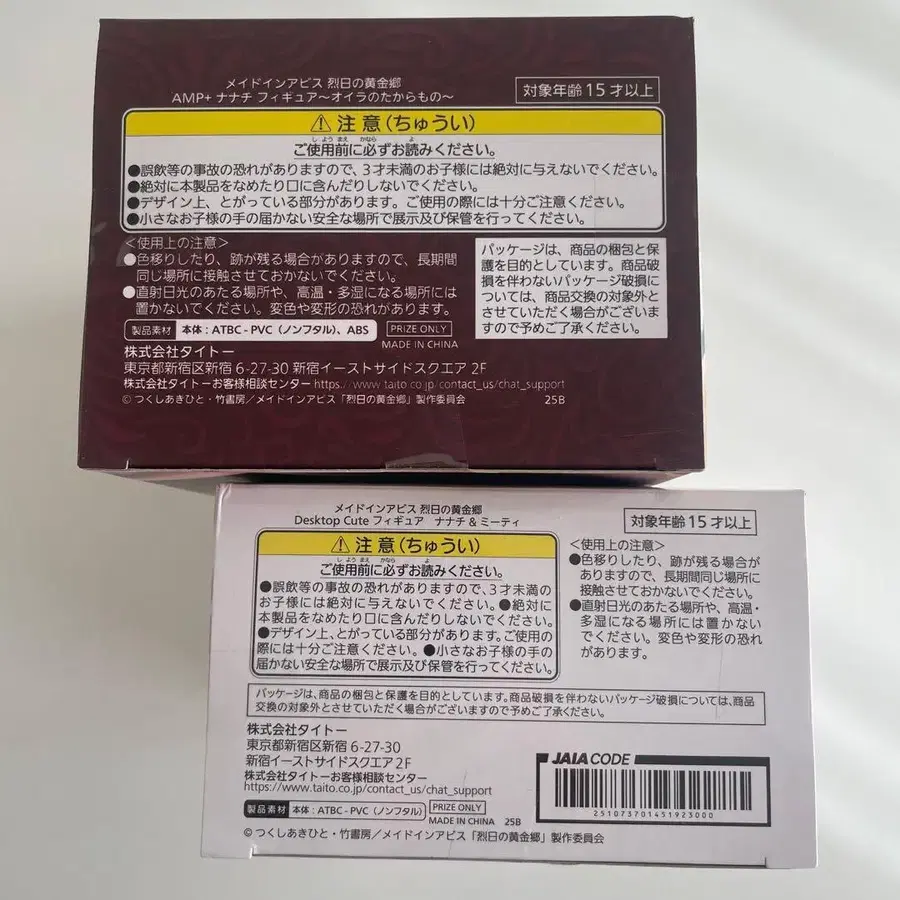 メイドインアビス 烈日の黄金郷
AMP+ ナナチ フィギュア〜オイラのたからもの〜
対象年齢 15 才以上
⚠ 注意(ちゅうい)
し よう まえ かなら よ
ご使用前に必ずお読みください。
●誤飲等の事故の恐れがありますので、3才未満のお子様には絶対に与えないでください。
●絶対に本製品をなめたり口に含んだりしないでください。
●デザイン上、とがっている部分があります。ご使用の際には十分ご注意ください。
●小さなお子様の手の届かない安全な場所で展示及び保管を行ってください。
<使用上の注意>
●色移りしたり、跡が残る場合がありますので、長期間
同じ場所に接触させておかないでください。
●直射日光のあたる場所や、高温・多湿になる場所には
置かないでください。変色や変形の恐れがあります。
パッケージは、商品の梱包と保
護を目的としています。商品破
損を伴わないパッケージ破損に
ついては、商品交換の対象外と
させていただく場合がございま
すので予めご了承ください。
製品素材 本体:ATBC-PVC(ノンフタル)、ABS
PRIZE ONLY
MADE IN CHINA
株式会社タイトー
東京都新宿区新宿 6-27-30 新宿イーストサイドスクエア 2F
株式会社タイトーお客様相談センター https://www.taito.co.jp/contact_us/chat_support
© つくしあきひと・竹書房/メイドインアビス「烈日の黄金郷」製作委員会
25B
メイドインアビス 烈日の黄金郷
Desktop Cute フィギュア ナナチ & ミーティ
対象年齢 15 才以上
⚠ 注意(ちゅうい)
し よう まえ かなら よ
ご使用前に必ずお読みください。
●誤飲等の事故の恐れがありますので、3才未満の
お子様には絶対に与えないでください。●絶対に
本製品をなめたり口に含んだりしないでください。
●デザイン上、とがっている部分があります。ご使用の
際には十分ご注意ください。●小さなお子様の手の
届かない安全な場所で展示及び保管を行ってください。
<使用上の注意>
●色移りしたり、跡が残る場合が
ありますので、長期間同じ場所に
接触させておかないでください。
●直射日光のあたる場所や、高温・
多湿になる場所には置かない
でください。変色や変形の恐れ
があります。
パッケージは、商品の梱包と保護を目的としています。商品破損を伴わないパッケージ破損については、商品
交換の対象外とさせていただく場合がございますので予めご了承ください。
株式会社タイトー
東京都新宿区新宿 6-27-30
新宿イーストサイドスクエア 2F
株式会社タイトーお客様相談センター
https://www.taito.co.jp/contact_us/chat_support
製品素材 本体:ATBC-PVC(ノンフタル)
PRIZE ONLY
MADE IN CHINA 25B
© つくしあきひと・竹書房/メイドインアビス「烈日の黄金郷」製作委員会
JAIA CODE
251073701451923000